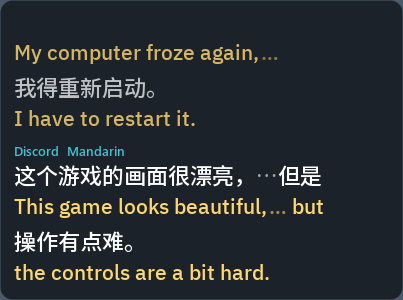 My computer froze again,...
我得重新启动。
I have to restart it.
Discord Mandarin
这个游戏的画面很漂亮，…但是
This game looks beautiful,... but
操作有点难。
the controls are a bit hard.